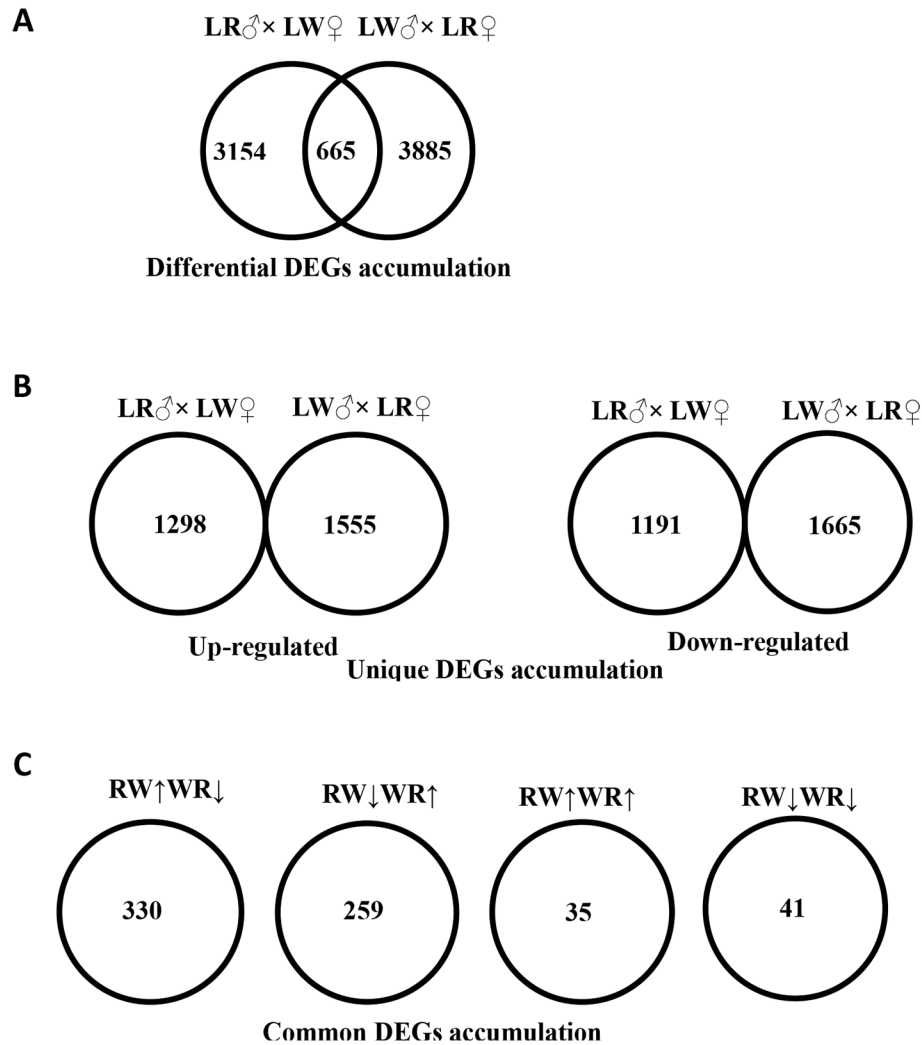 A
LR♂× LW♀ LW♂× LR♀
3154 665 3885
Differential DEGs accumulation
B
LR♂× LW♀ LW♂× LR♀ LR♂× LW♀ LW♂× LR♀
1298 1555 1191 1665
Up-regulated Down-regulated
Unique DEGs accumulation
C
RW↑WR↓ RW↓WR↑ RW↑WR↑ RW↓WR↓
330 259 35 41
Common DEGs accumulation